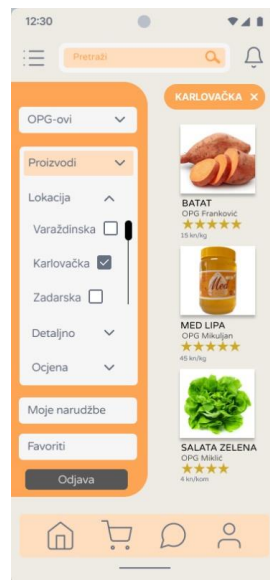 12:30
Pretraži
KARLOVAČKA ×
OPG-ovi
Proizvodi
Lokacija
Varaždinska
Karlovačka
Zadarska
Detaljno
Ocjena
Moje narudžbe
Favoriti
Odjava
BATAT
OPG Franković
15 kn/kg
Med
MED LIPA
OPG Mikuljan
45 kn/kg
SALATA ZELENA
OPG Miklić
4 kn/kom